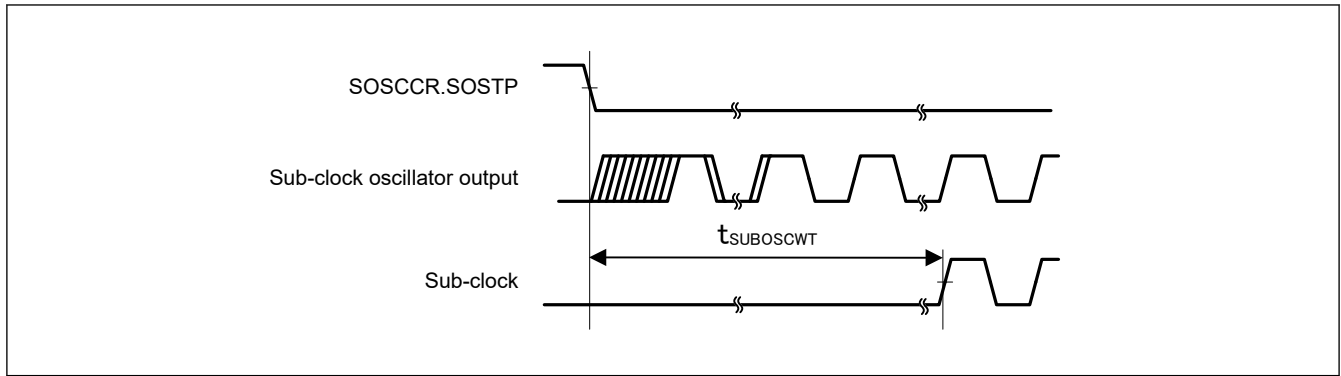 SOSCCR.SOSTP
Sub-clock oscillator output
tSUBOSCWT
Sub-clock